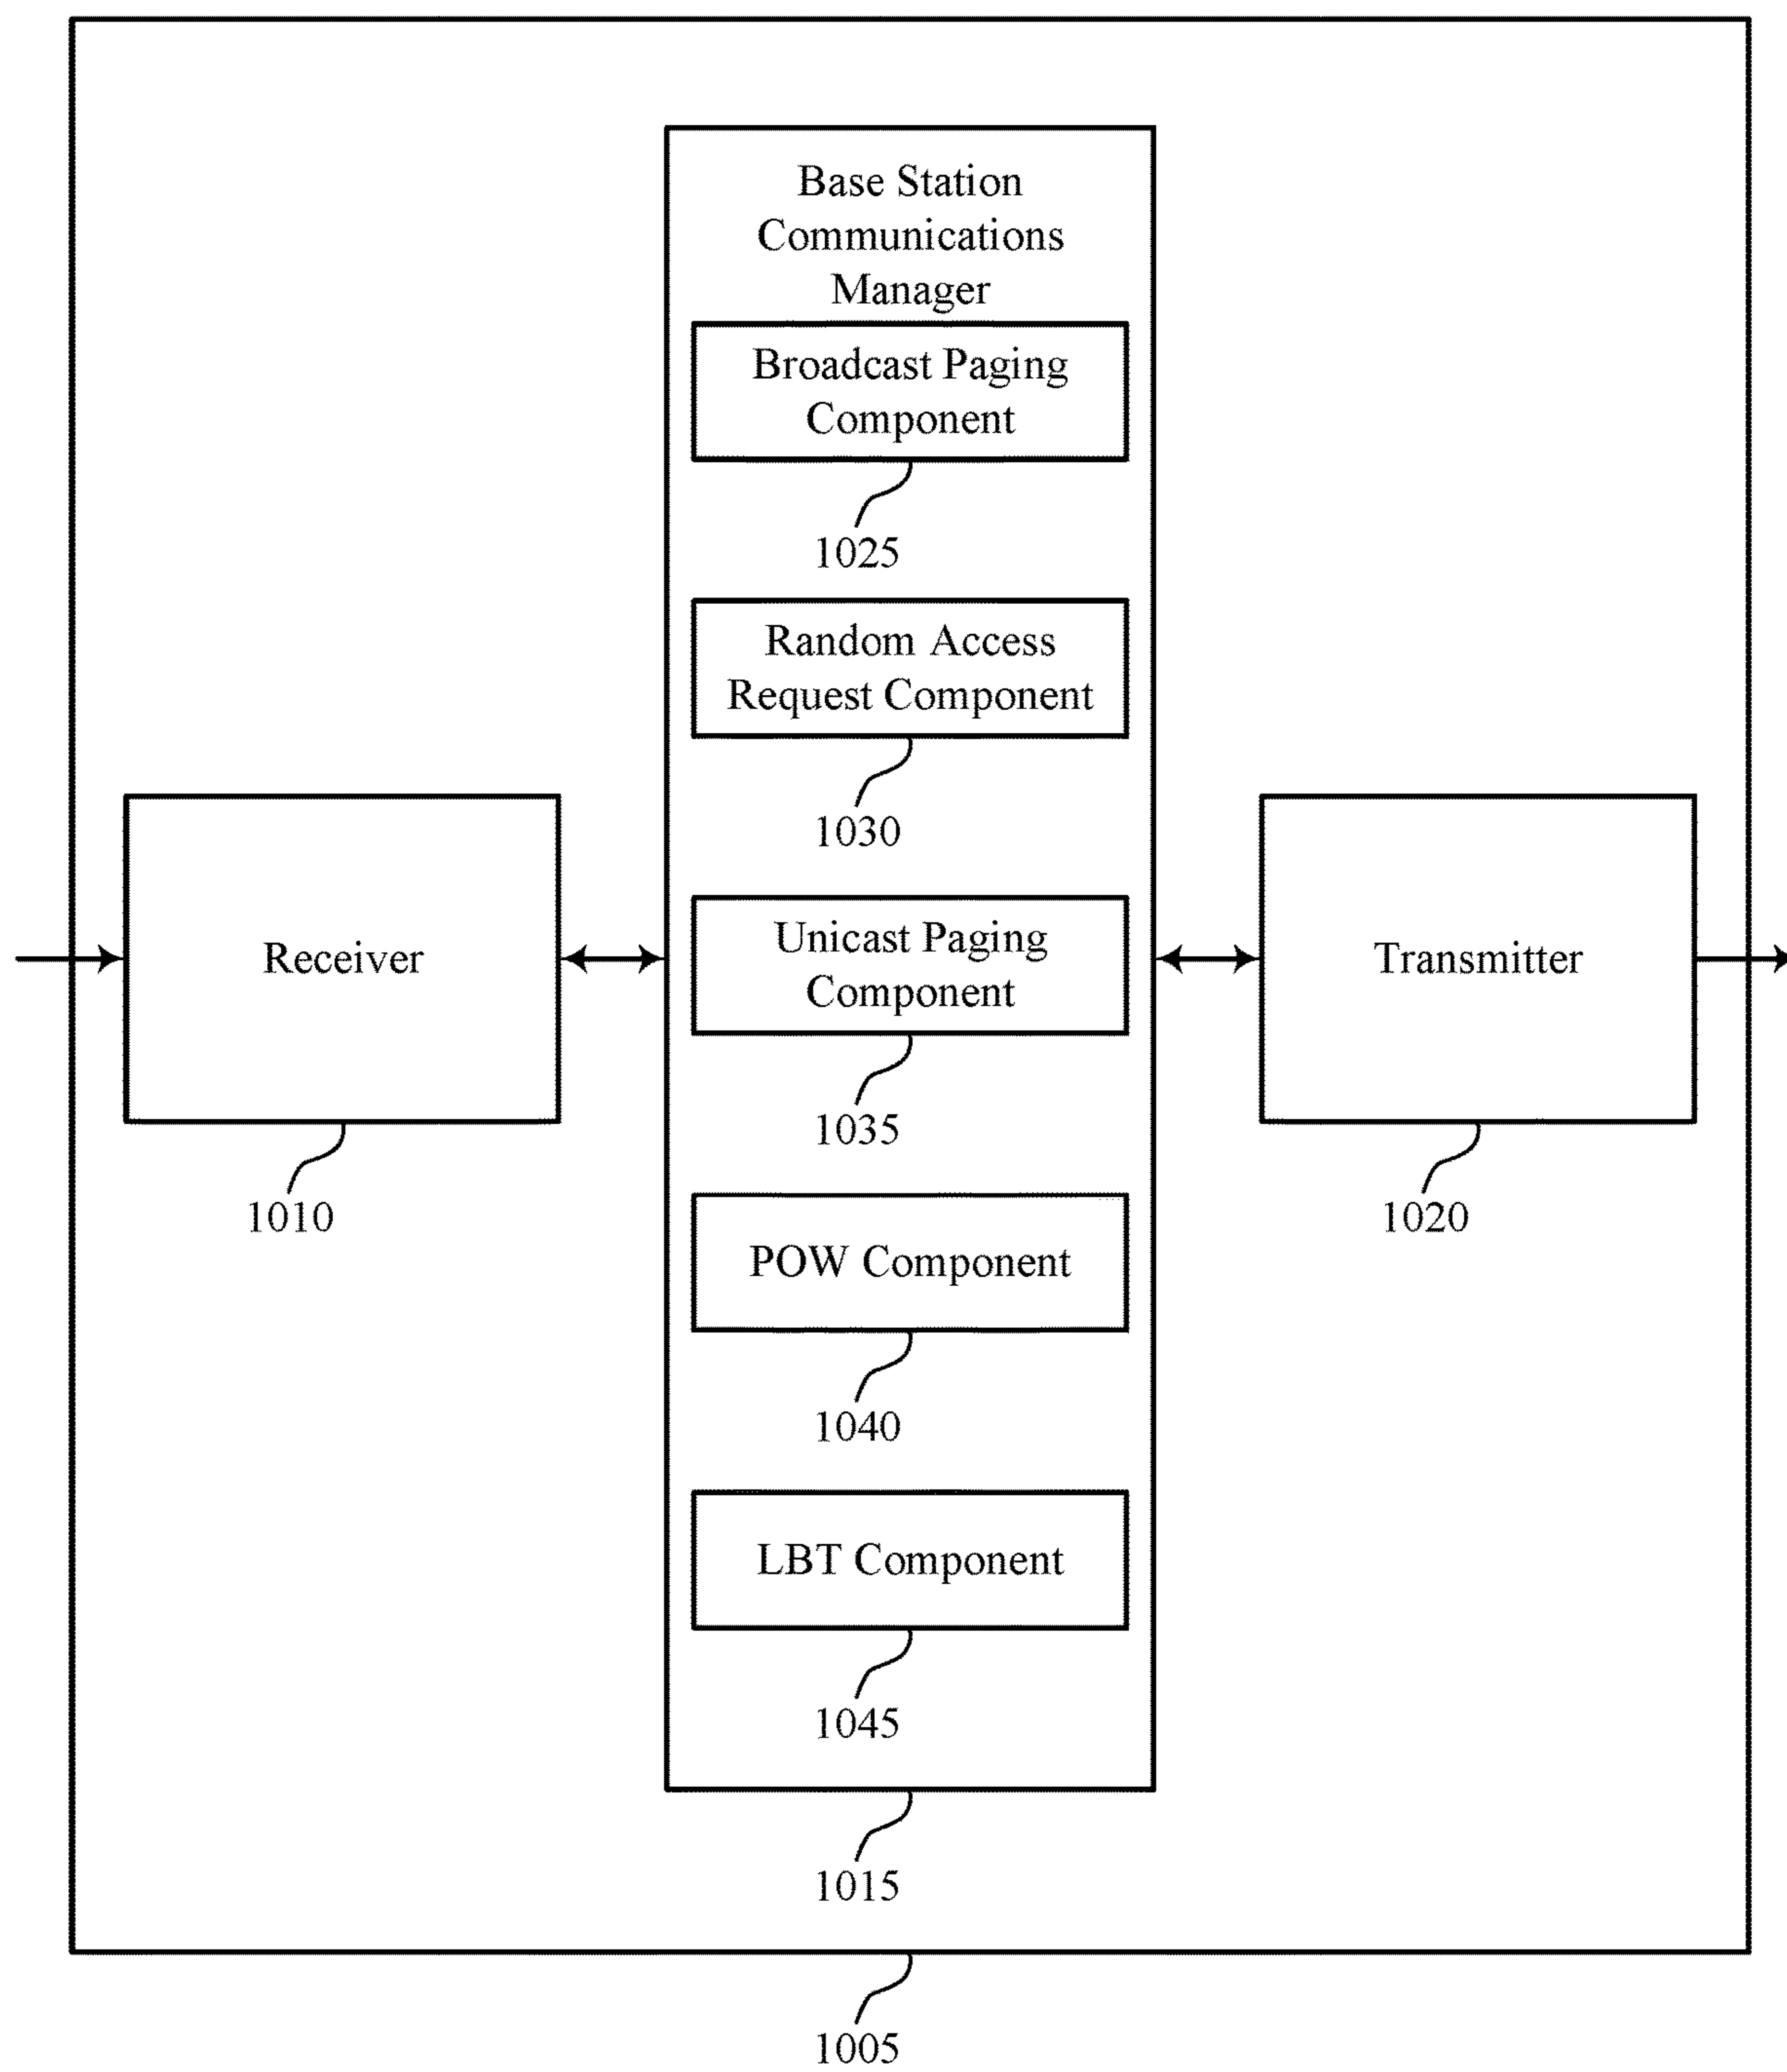 Base Station
Communications
Manager
Broadcast Paging
Component
1025
Random Access
Request Component
1030
Receiver
1010
Unicast Paging
Component
1035
Transmitter
1020
POW Component
1040
LBT Component
1045
1015
1005